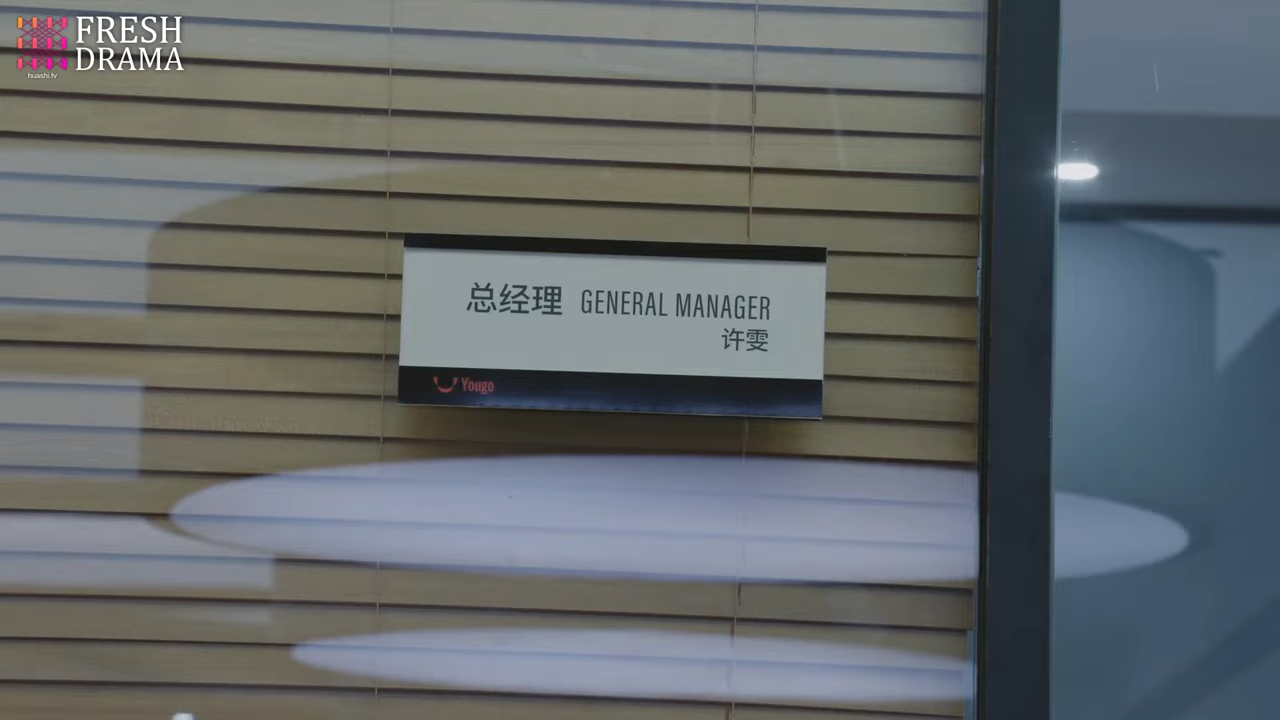 FRESH
DRAMA
huashi.tv
总经理 GENERAL MANAGER
许雯
Yougo